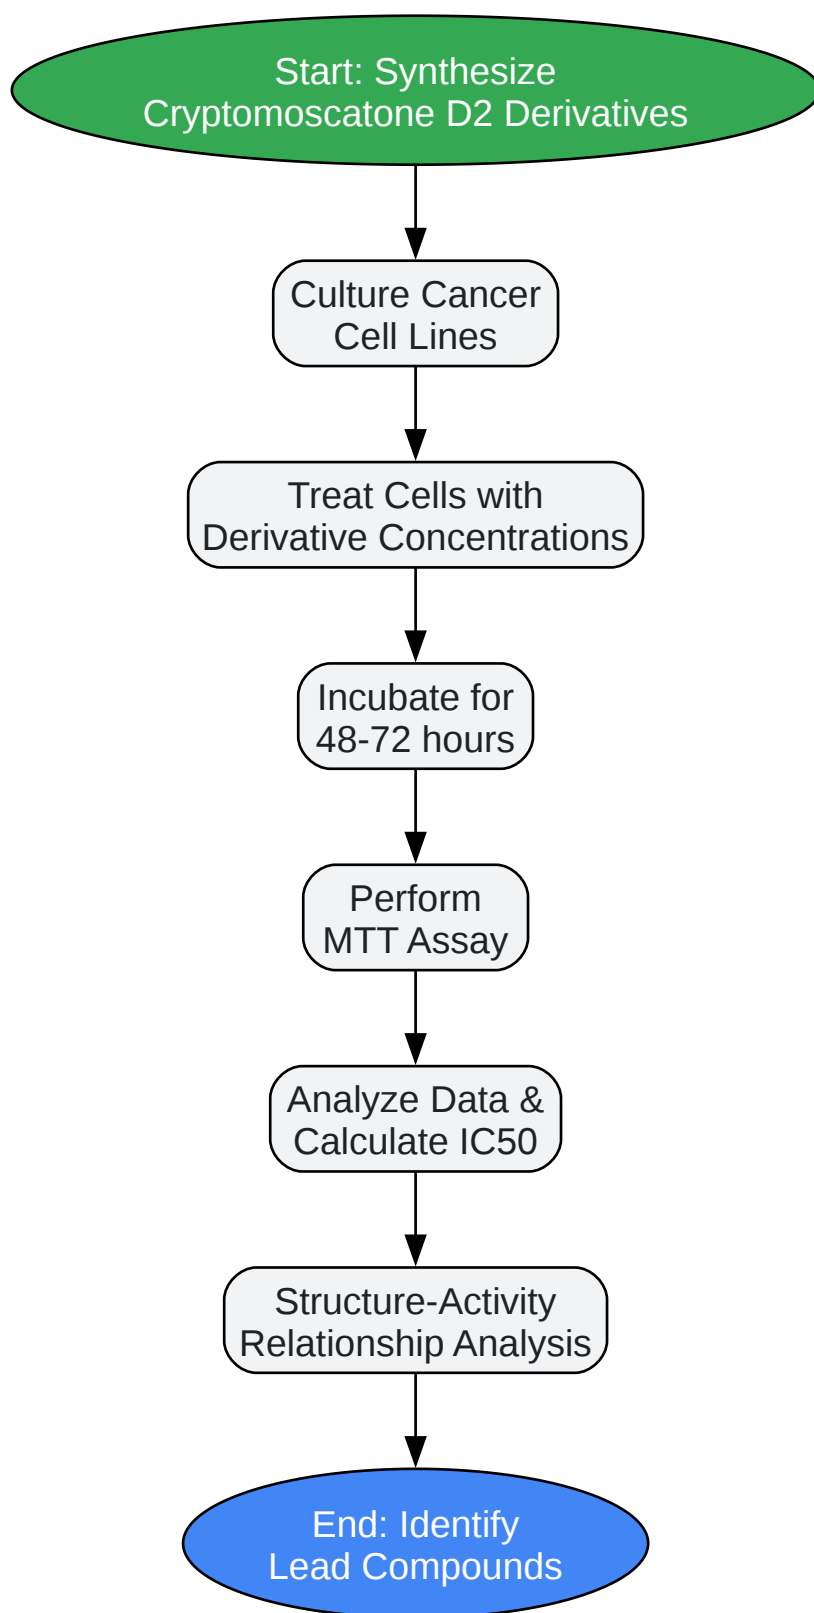 Start: Synthesize
Cryptomoscatone D2 Derivatives
Culture Cancer
Cell Lines
Treat Cells with
Derivative Concentrations
Incubate for
48-72 hours
Perform
MTT Assay
Analyze Data &
Calculate IC50
Structure-Activity
Relationship Analysis
End: Identify
Lead Compounds